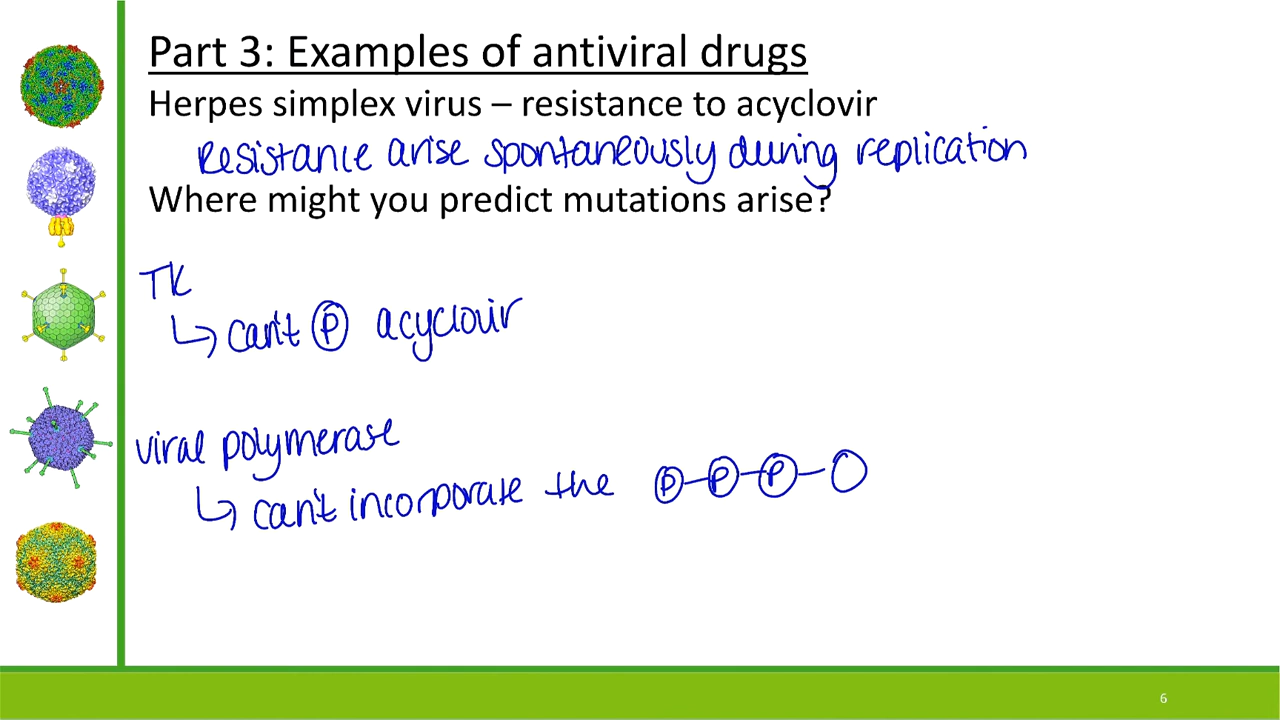 Part 3: Examples of antiviral drugs
Herpes simplex virus – resistance to acyclovir
Resistance arise spontaneously during replication
Where might you predict mutations arise?
TK
↳ can't Ⓟ acyclovir
viral polymerase
↳ can't incorporate the Ⓟ-Ⓟ-Ⓟ-◯
6